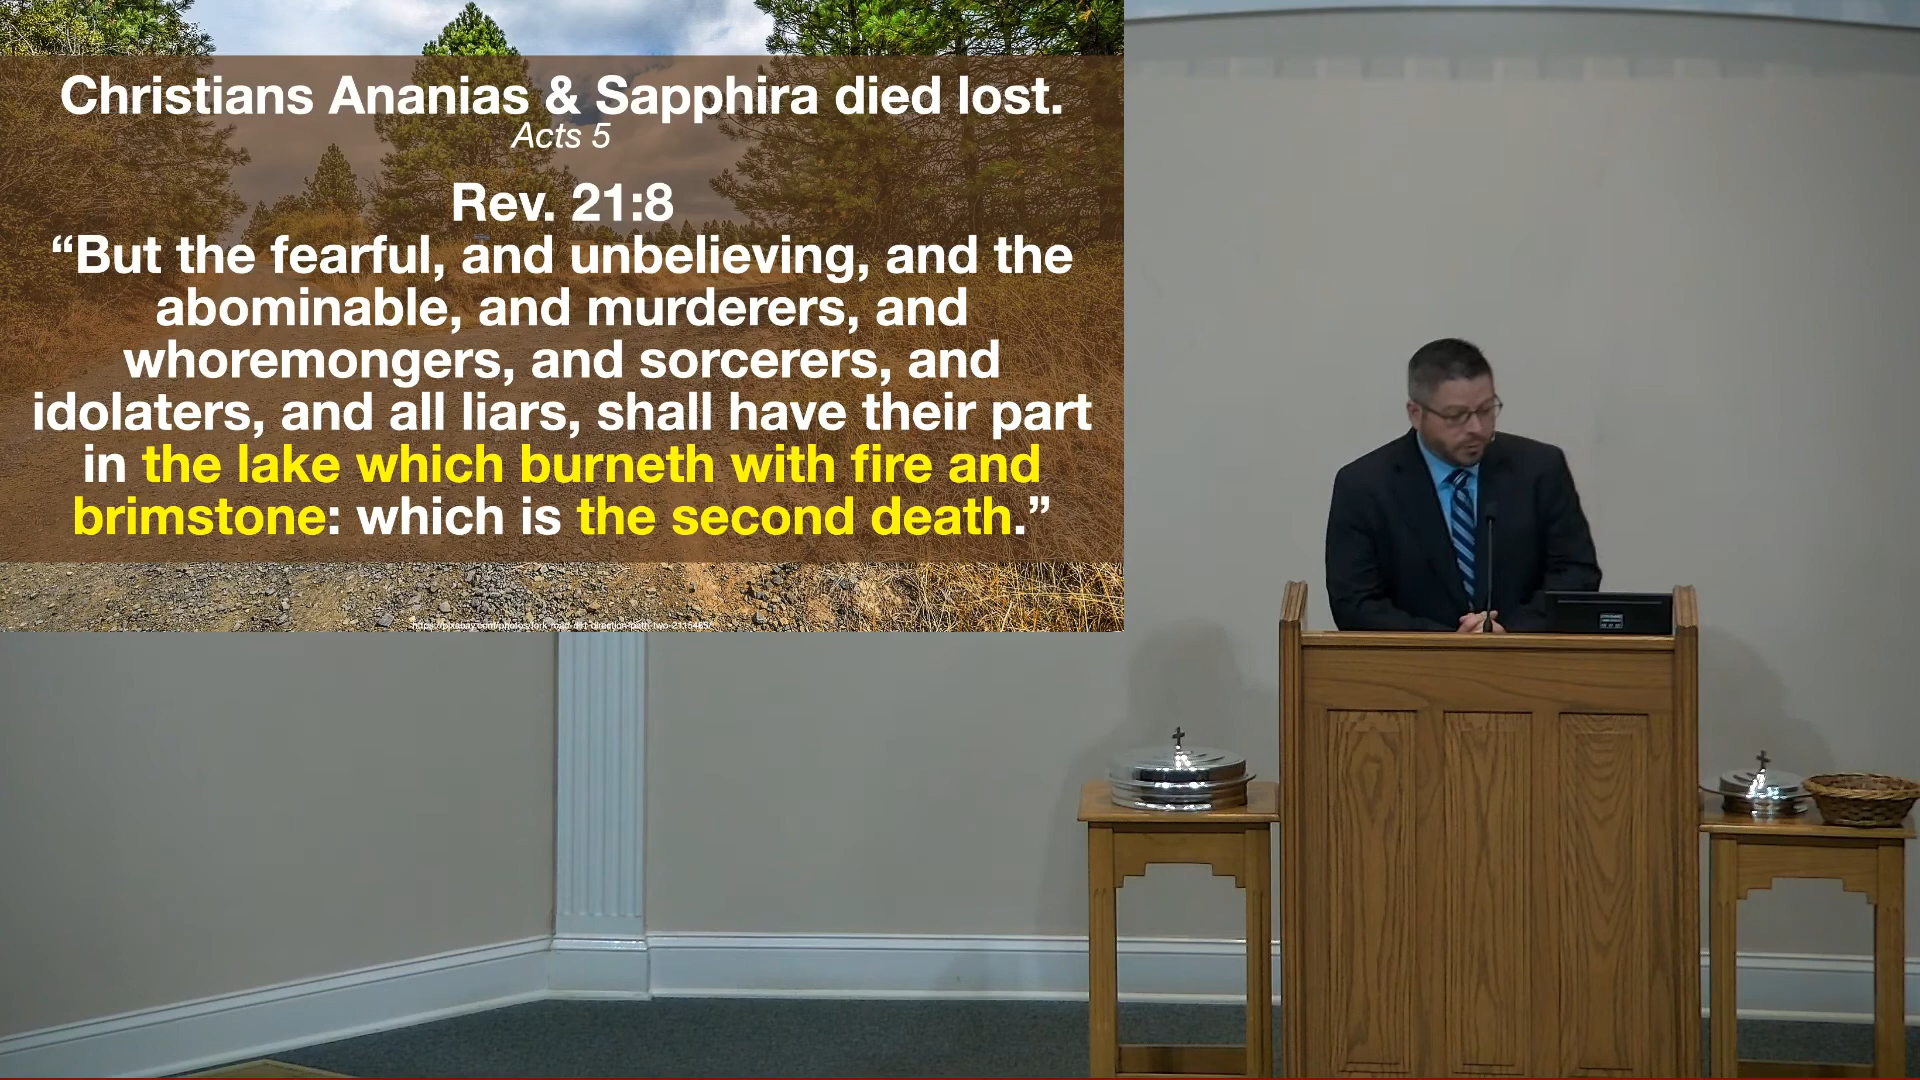 Christians Ananias & Sapphira died lost.
Acts 5
Rev. 21:8
“But the fearful, and unbelieving, and the
abominable, and murderers, and
whoremongers, and sorcerers, and
idolaters, and all liars, shall have their part
in the lake which burneth with fire and
brimstone: which is the second death.”